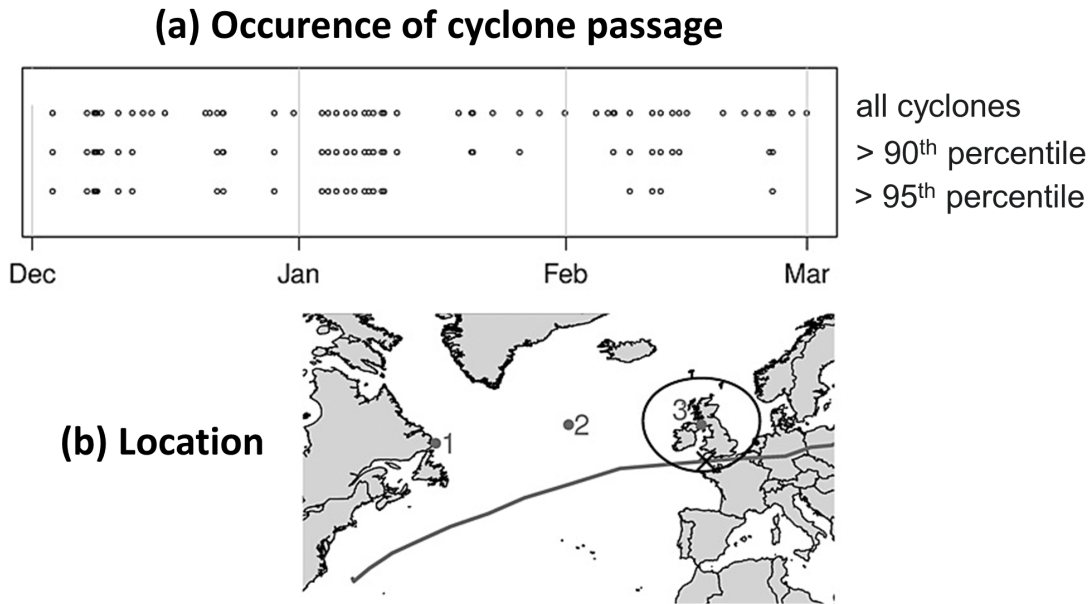 (a) Occurence of cyclone passage
all cyclones
> 90th percentile
> 95th percentile
Dec Jan Feb Mar
1
2
3
(b) Location